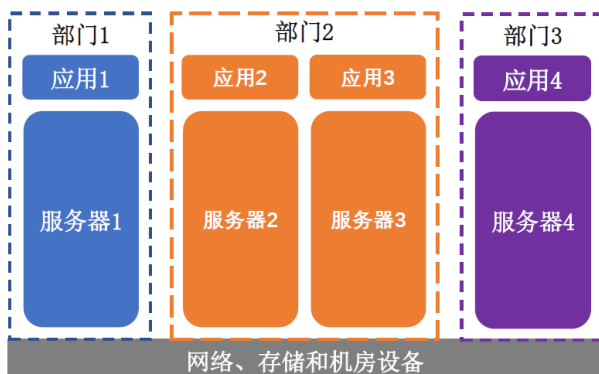 部门1
部门2
部门3
应用1
应用2
应用3
应用4
服务器1
服务器2
服务器3
服务器4
网络、存储和机房设备